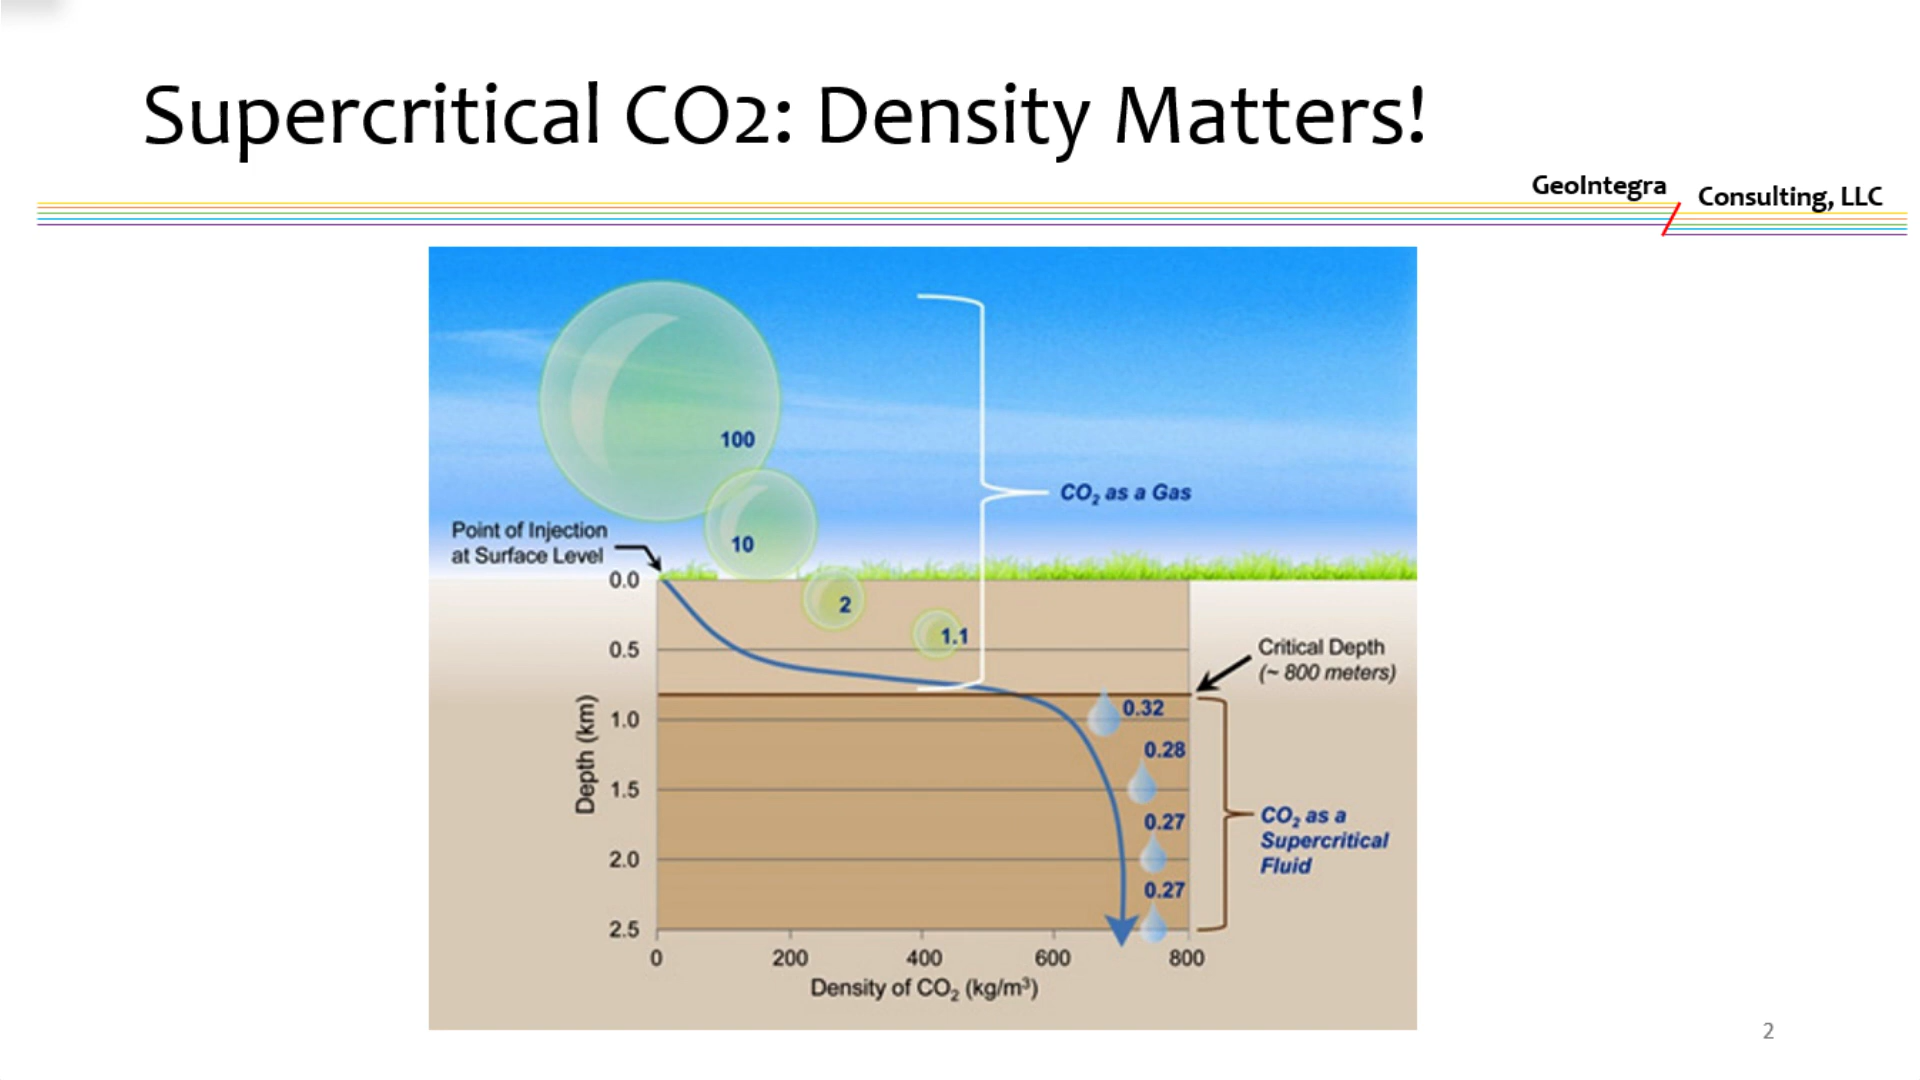 Supercritical CO2: Density Matters!
GeoIntegra
Consulting, LLC
100
CO₂ as a Gas
Point of Injection
at Surface Level
10
0.0
2
1.1
0.5
Critical Depth
(~ 800 meters)
Depth (km)
1.0
0.32
0.28
1.5
0.27
CO₂ as a
Supercritical
Fluid
2.0
0.27
2.5
0 200 400 600 800
Density of CO₂ (kg/m³)
2